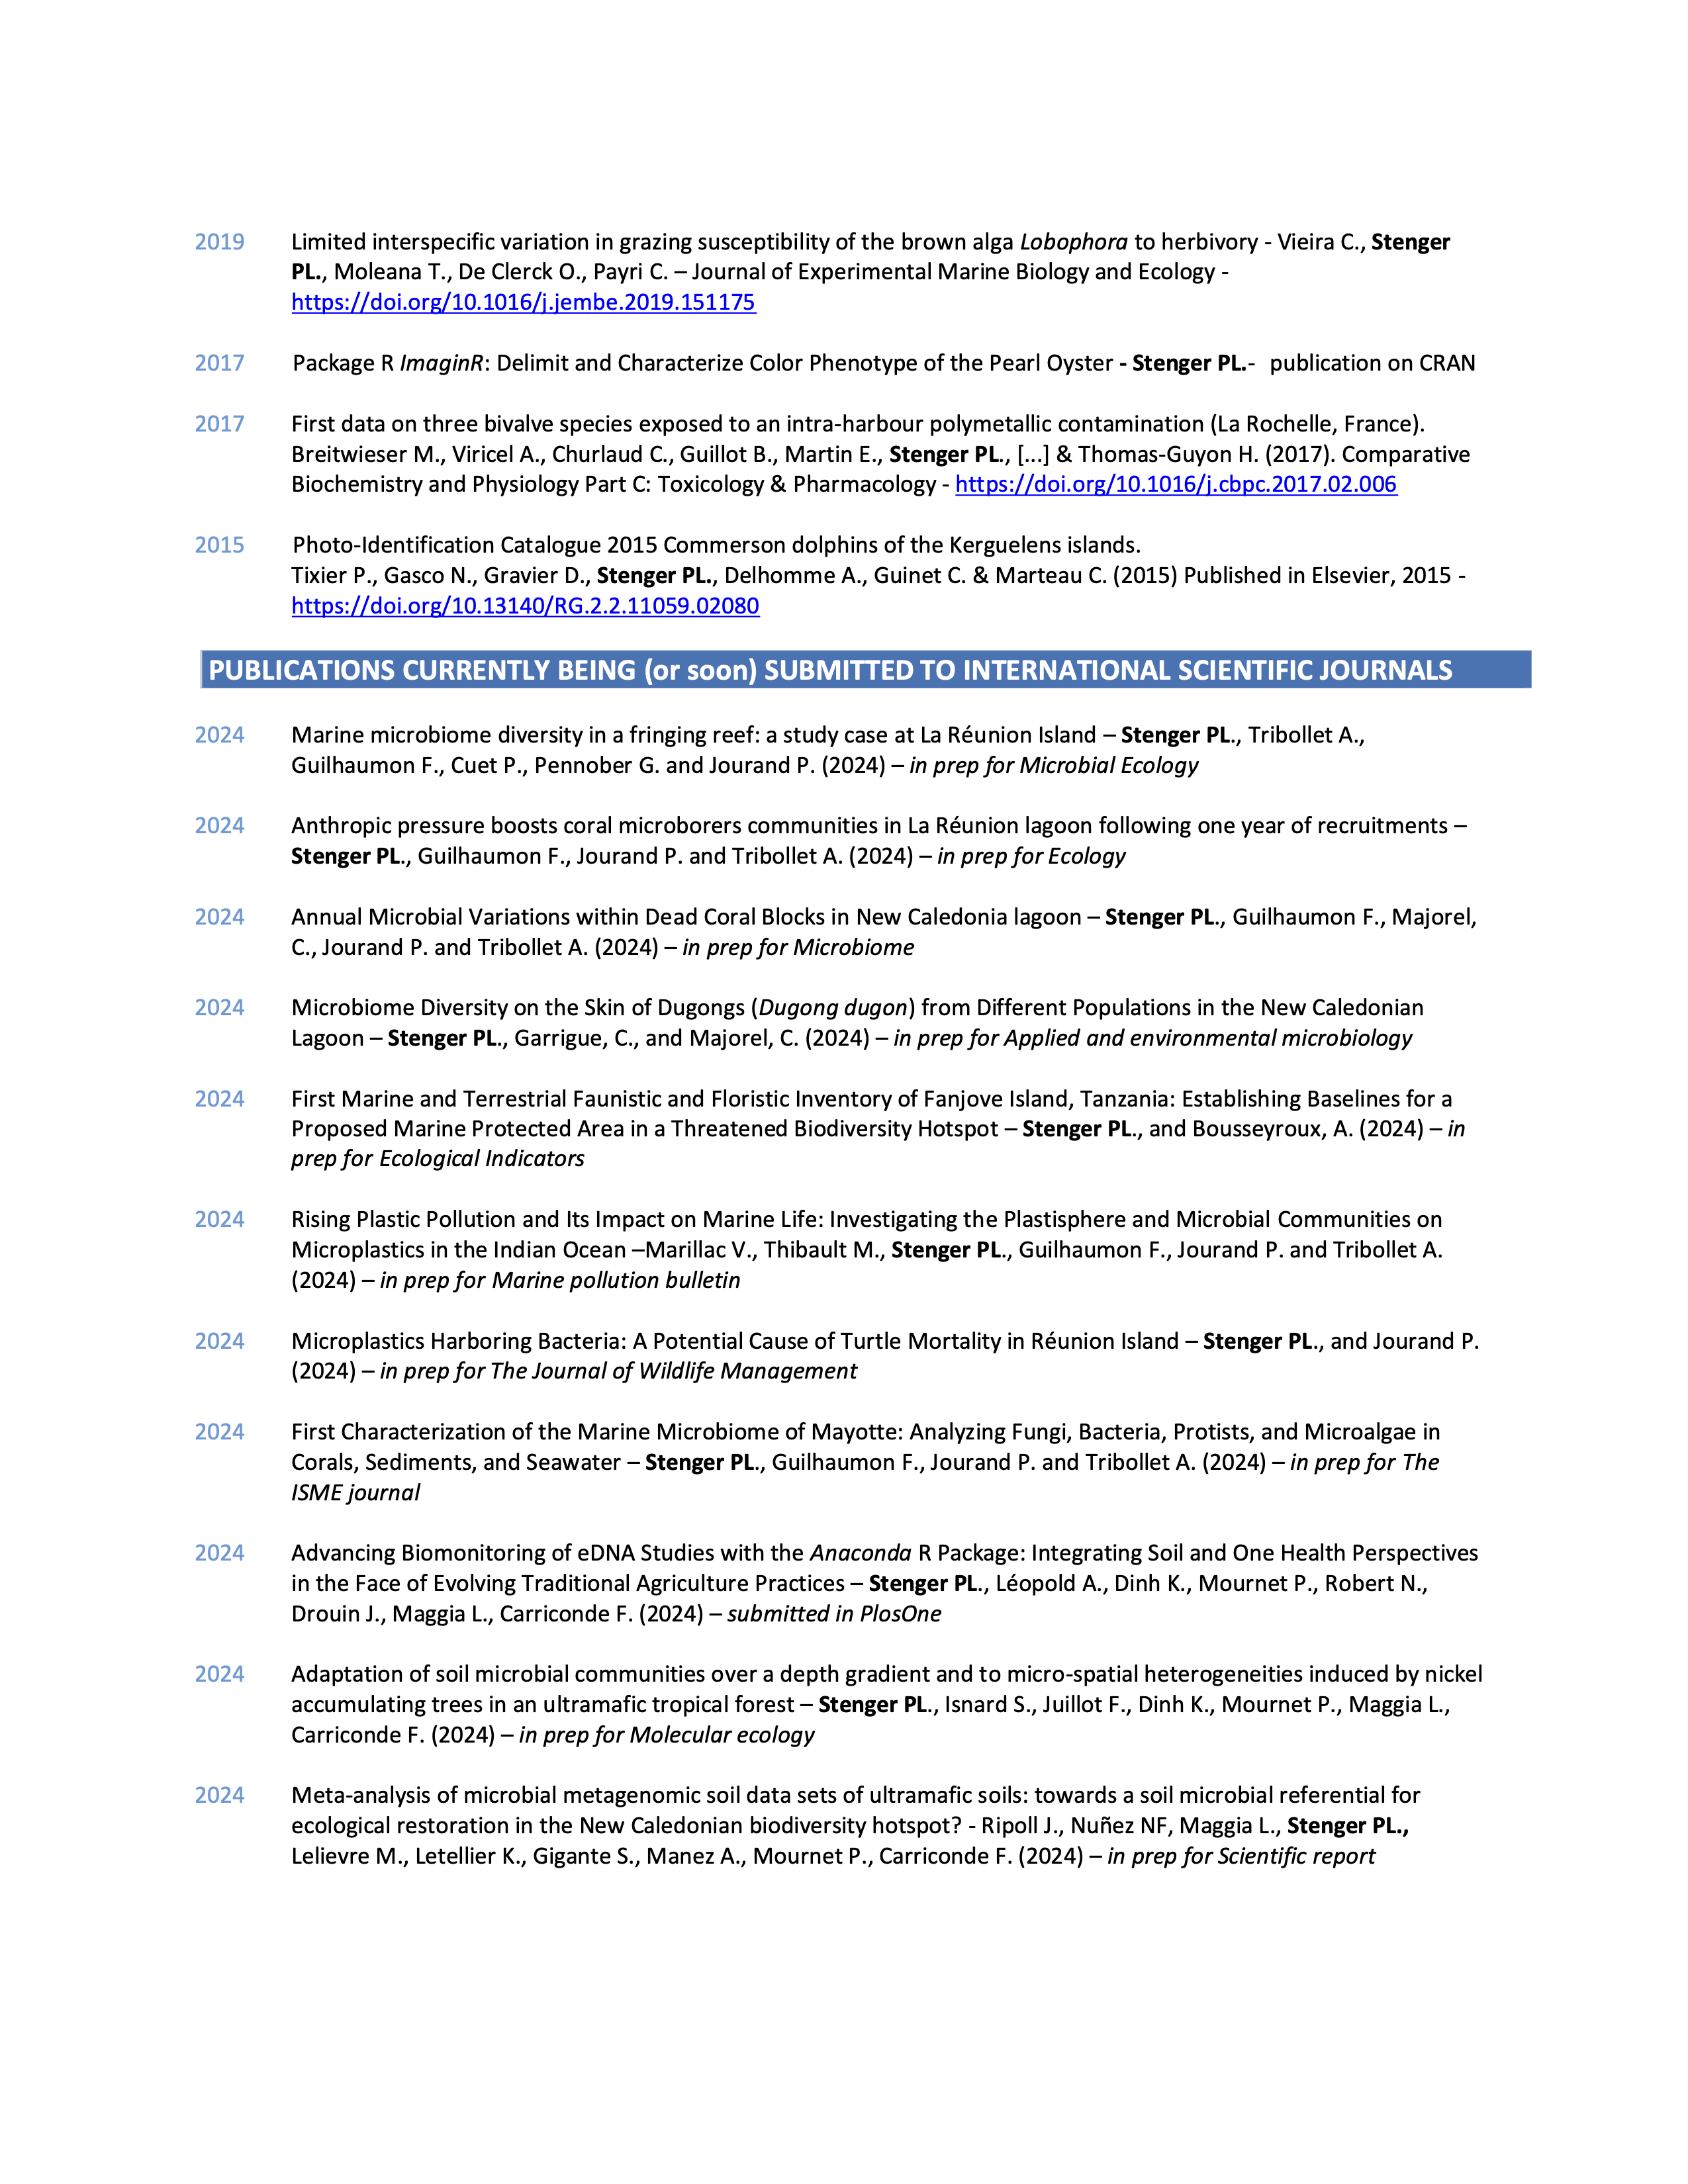 2019 Limited interspecific variation in grazing susceptibility of the brown alga Lobophora to herbivory - Vieira C., Stenger
PL., Moleana T., De Clerck O., Payri C. – Journal of Experimental Marine Biology and Ecology -
https://doi.org/10.1016/j.jembe.2019.151175
2017 Package R ImaginR: Delimit and Characterize Color Phenotype of the Pearl Oyster - Stenger PL.- publication on CRAN
2017 First data on three bivalve species exposed to an intra-harbour polymetallic contamination (La Rochelle, France).
Breitwieser M., Viricel A., Churlaud C., Guillot B., Martin E., Stenger PL., [...] & Thomas-Guyon H. (2017). Comparative
Biochemistry and Physiology Part C: Toxicology & Pharmacology - https://doi.org/10.1016/j.cbpc.2017.02.006
2015 Photo-Identification Catalogue 2015 Commerson dolphins of the Kerguelens islands.
Tixier P., Gasco N., Gravier D., Stenger PL., Delhomme A., Guinet C. & Marteau C. (2015) Published in Elsevier, 2015 -
https://doi.org/10.13140/RG.2.2.11059.02080
PUBLICATIONS CURRENTLY BEING (or soon) SUBMITTED TO INTERNATIONAL SCIENTIFIC JOURNALS
2024 Marine microbiome diversity in a fringing reef: a study case at La Réunion Island – Stenger PL., Tribollet A.,
Guilhaumon F., Cuet P., Pennober G. and Jourand P. (2024) – in prep for Microbial Ecology
2024 Anthropic pressure boosts coral microborers communities in La Réunion lagoon following one year of recruitments –
Stenger PL., Guilhaumon F., Jourand P. and Tribollet A. (2024) – in prep for Ecology
2024 Annual Microbial Variations within Dead Coral Blocks in New Caledonia lagoon – Stenger PL., Guilhaumon F., Majorel,
C., Jourand P. and Tribollet A. (2024) – in prep for Microbiome
2024 Microbiome Diversity on the Skin of Dugongs (Dugong dugon) from Different Populations in the New Caledonian
Lagoon – Stenger PL., Garrigue, C., and Majorel, C. (2024) – in prep for Applied and environmental microbiology
2024 First Marine and Terrestrial Faunistic and Floristic Inventory of Fanjove Island, Tanzania: Establishing Baselines for a
Proposed Marine Protected Area in a Threatened Biodiversity Hotspot – Stenger PL., and Bousseyroux, A. (2024) – in
prep for Ecological Indicators
2024 Rising Plastic Pollution and Its Impact on Marine Life: Investigating the Plastisphere and Microbial Communities on
Microplastics in the Indian Ocean –Marillac V., Thibault M., Stenger PL., Guilhaumon F., Jourand P. and Tribollet A.
(2024) – in prep for Marine pollution bulletin
2024 Microplastics Harboring Bacteria: A Potential Cause of Turtle Mortality in Réunion Island – Stenger PL., and Jourand P.
(2024) – in prep for The Journal of Wildlife Management
2024 First Characterization of the Marine Microbiome of Mayotte: Analyzing Fungi, Bacteria, Protists, and Microalgae in
Corals, Sediments, and Seawater – Stenger PL., Guilhaumon F., Jourand P. and Tribollet A. (2024) – in prep for The
ISME journal
2024 Advancing Biomonitoring of eDNA Studies with the Anaconda R Package: Integrating Soil and One Health Perspectives
in the Face of Evolving Traditional Agriculture Practices – Stenger PL., Léopold A., Dinh K., Mournet P., Robert N.,
Drouin J., Maggia L., Carriconde F. (2024) – submitted in PlosOne
2024 Adaptation of soil microbial communities over a depth gradient and to micro-spatial heterogeneities induced by nickel
accumulating trees in an ultramafic tropical forest – Stenger PL., Isnard S., Juillot F., Dinh K., Mournet P., Maggia L.,
Carriconde F. (2024) – in prep for Molecular ecology
2024 Meta-analysis of microbial metagenomic soil data sets of ultramafic soils: towards a soil microbial referential for
ecological restoration in the New Caledonian biodiversity hotspot? - Ripoll J., Nuñez NF, Maggia L., Stenger PL.,
Lelievre M., Letellier K., Gigante S., Manez A., Mournet P., Carriconde F. (2024) – in prep for Scientific report